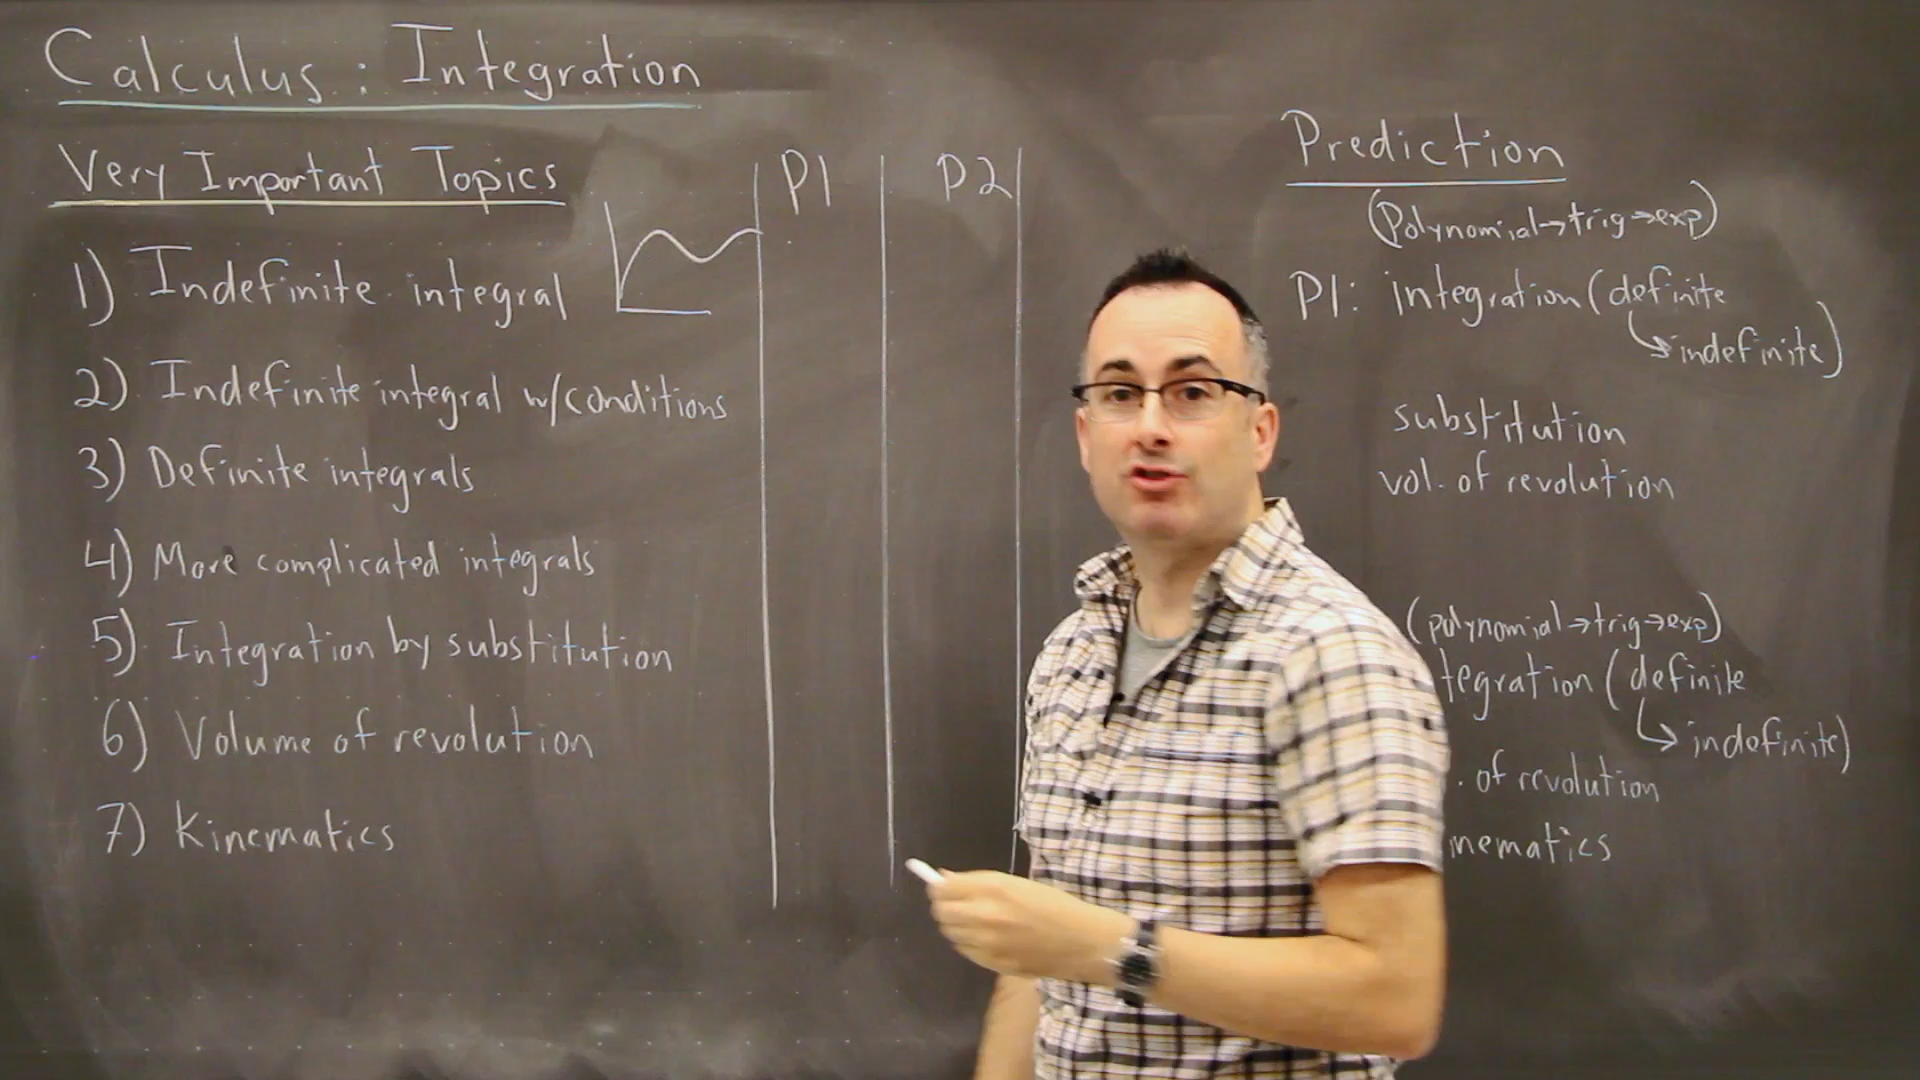 Calculus: Integration
Very Important Topics
P1
P2
1) Indefinite integral
2) Indefinite integral w/conditions
3) Definite integrals
4) More complicated integrals
5) Integration by substitution
6) Volume of revolution
7) Kinematics
Prediction
(Polynomial→trig→exp)
P1: integration (definite
↳indefinite)
substitution
vol. of revolution
(polynomial→trig→exp)
tegration (definite
↳indefinite)
. of revolution
nematics